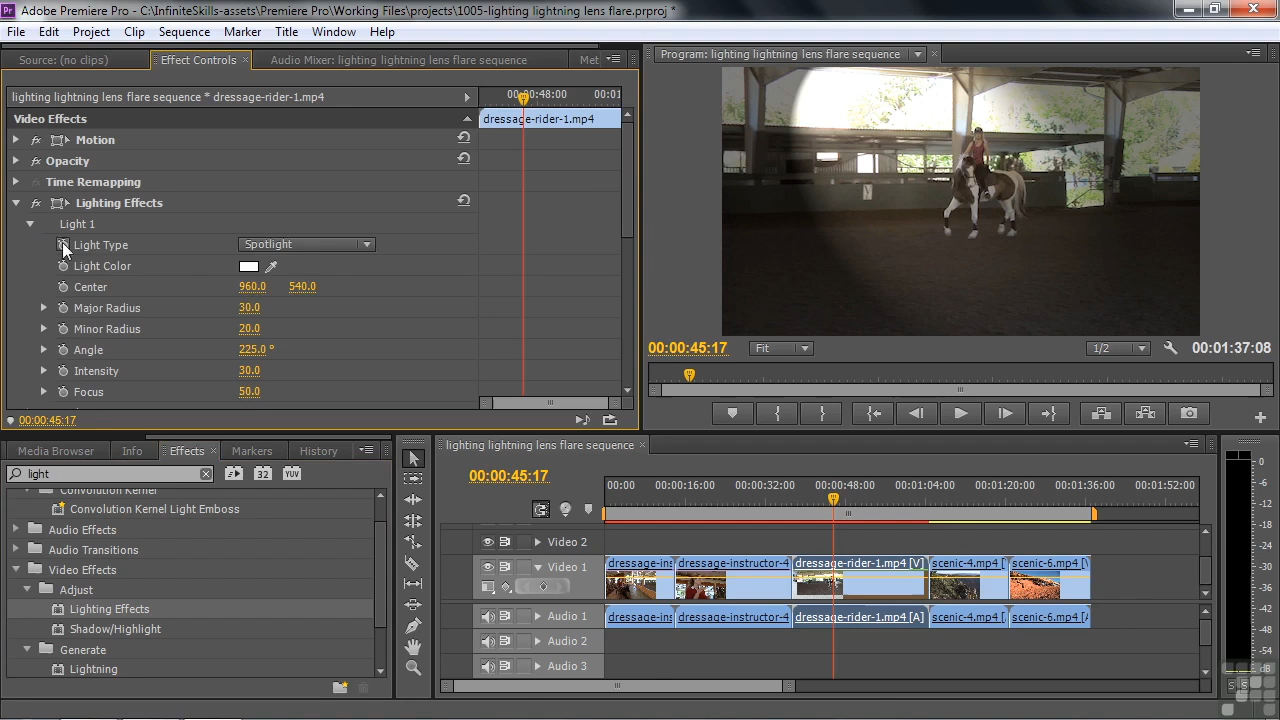 Pr Adobe Premiere Pro - C:\InfiniteSkills-assets\Premiere Pro\Working Files\projects\1005-lighting lightning lens flare.prproj *
File Edit Project Clip Sequence Marker Title Window Help
Source: (no clips) Effect Controls × Audio Mixer: lighting lightning lens flare sequence Met
Program: lighting lightning lens flare sequence ×
lighting lightning lens flare sequence * dressage-rider-1.mp4
00:00:48:00 00:01
Video Effects
dressage-rider-1.mp4
fx Motion
fx Opacity
fx Time Remapping
fx Lighting Effects
Light 1
Light Type Spotlight
Light Color
Center 960.0 540.0
Major Radius 30.0
Minor Radius 20.0
Angle 225.0 °
Intensity 30.0
Focus 50.0
00:00:45:17
00:00:45:17 Fit 1/2 00:01:37:08
Media Browser Info Effects × Markers History
light 32 YUV
Convolution Kernel
Convolution Kernel Light Emboss
Audio Effects
Audio Transitions
Video Effects
Adjust
Lighting Effects
Shadow/Highlight
Generate
Lightning
lighting lightning lens flare sequence ×
00:00:45:17
00:00 00:00:16:00 00:00:32:00 00:00:48:00 00:01:04:00 00:01:20:00 00:01:36:00 00:01:52:00
Video 2
Video 1
dressage-ins dressage-instructor-4 dressage-rider-1.mp4 [V] scenic-4.mp4 [ scenic-6.mp4 [V
Audio 1
dressage-ins dressage-instructor-4 dressage-rider-1.mp4 [A] scenic-4.mp4 [ scenic-6.mp4 [A
Audio 2
Audio 3
0
-6
-12
-18
-24
-30
-36
-42
-48
-54
dB
S S